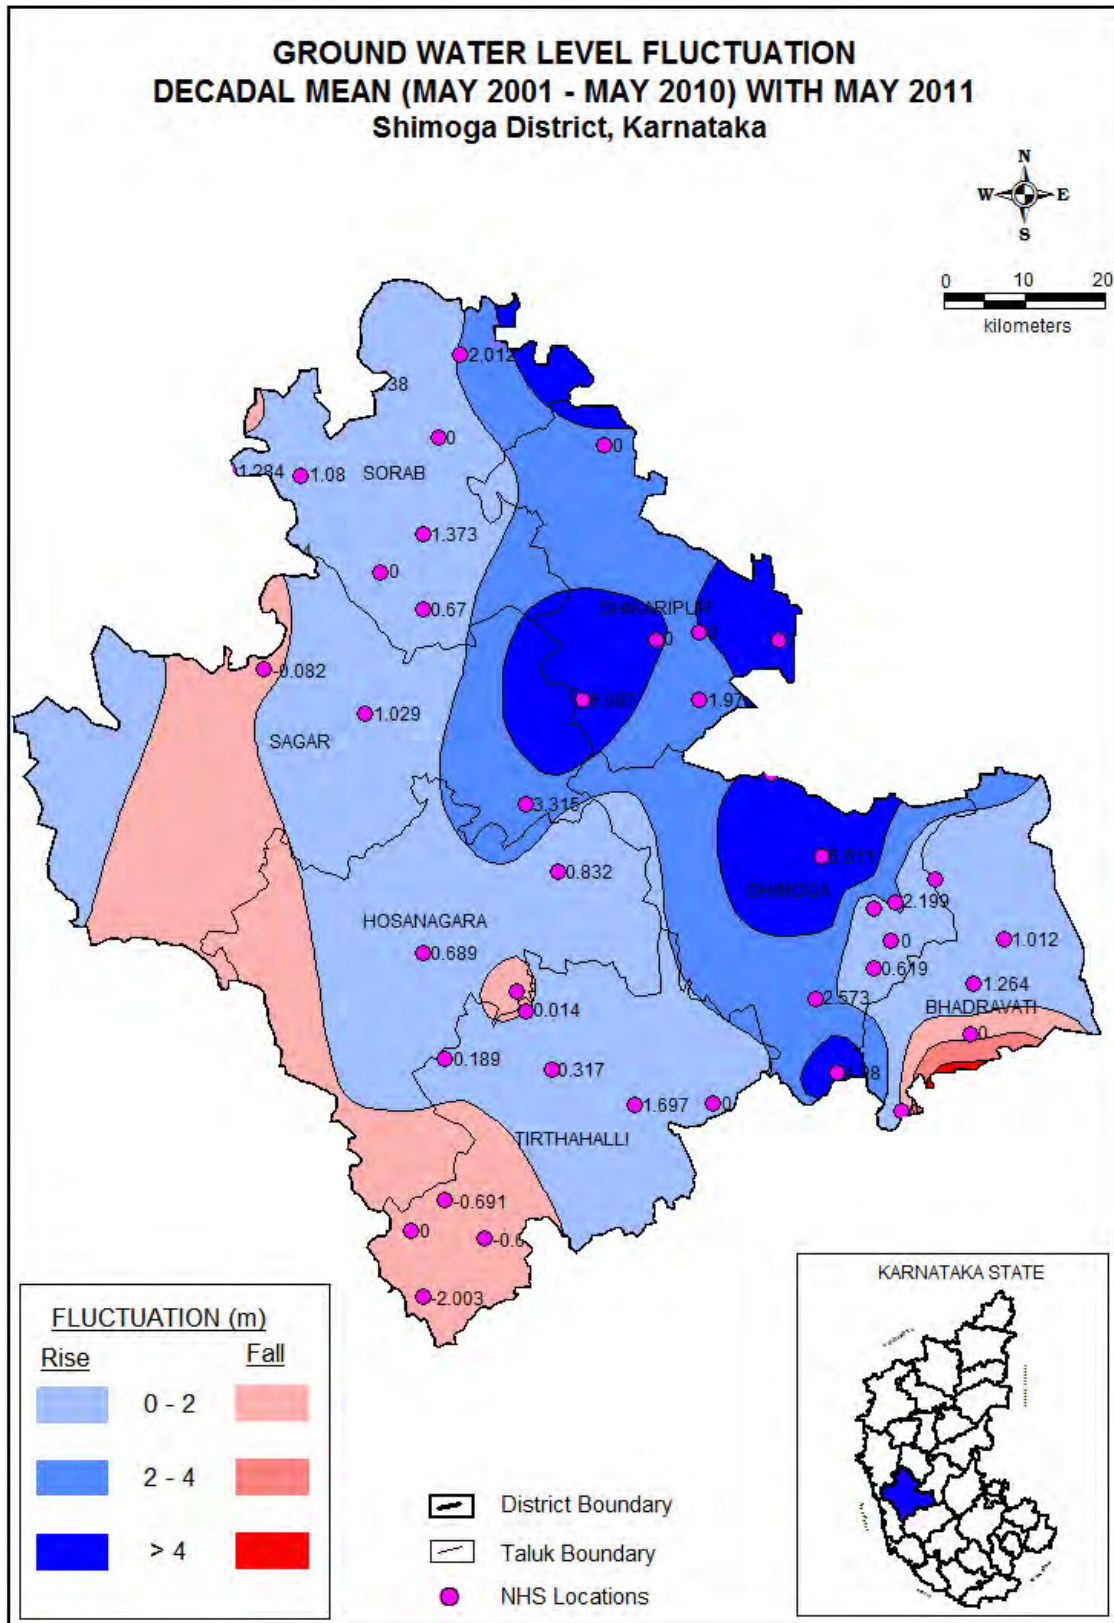 GROUND WATER LEVEL FLUCTUATION
DECADAL MEAN (MAY 2001 - MAY 2010) WITH MAY 2011
Shimoga District, Karnataka
N
W E
S
0 10 20
kilometers
2.012
38
0
0
1.284
1.08
SORAB
1.373
0
0.67
SHIKARIPUR
0
0
-0.082
1.029
1.97
SAGAR
3.315
0.832
SHIMOGA
HOSANAGARA
2.199
0
1.012
0.689
0.619
1.264
2.573
BHADRAVATI
0.014
0
0.189
0.317
1.697
0
TIRTHAHALLI
-0.691
0
-2.003
FLUCTUATION (m)
Rise Fall
0 - 2
2 - 4
> 4
District Boundary
Taluk Boundary
NHS Locations
KARNATAKA STATE